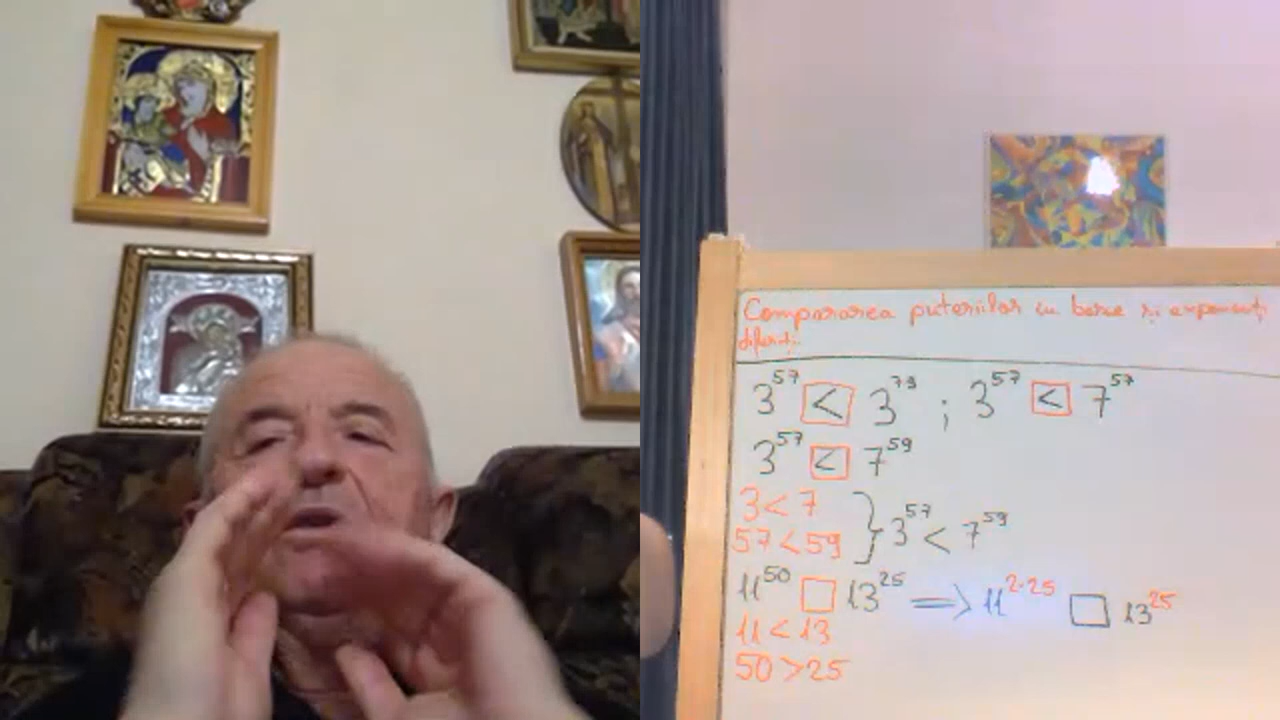 Compararea puterilor cu baze și exponenți
diferiți
3^57 < 3^73 ; 3^57 < 7^57
3^57 < 7^59
3 < 7
57 < 59 } 3^57 < 7^59
11^50 □ 13^25 ⟹ 11^2·25 □ 13^25
11 < 13
50 > 25